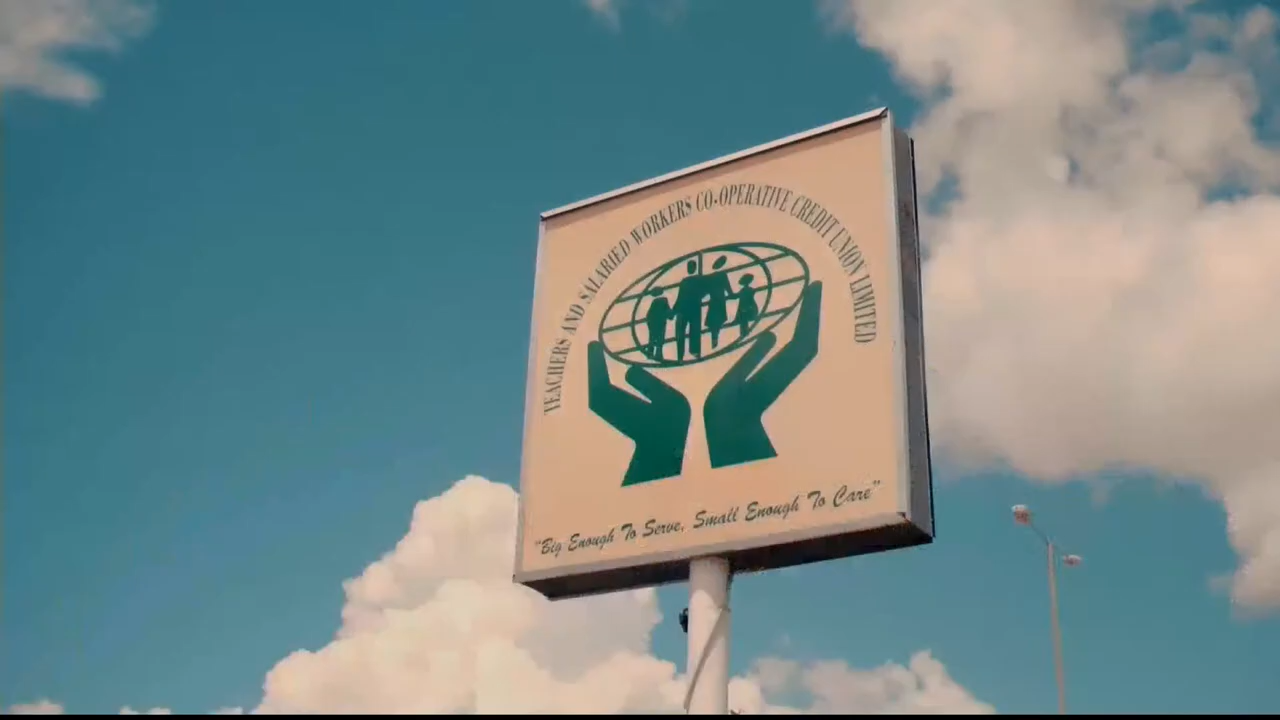 TEACHERS AND SALARIED WORKERS CO-OPERATIVE CREDIT UNION LIMITED
"Big Enough To Serve, Small Enough To Care"